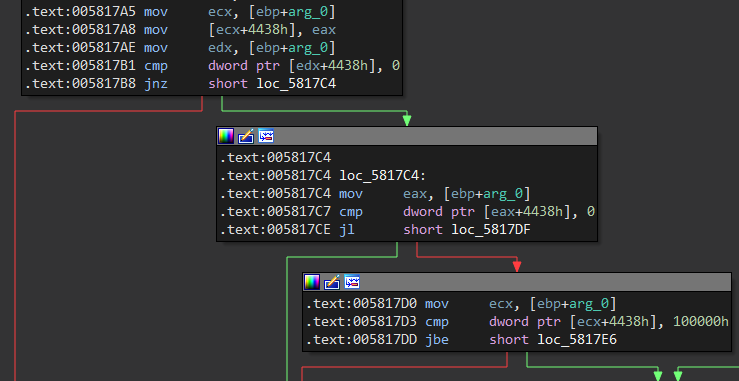 .text:005817A5 mov ecx, [ebp+arg_0]
.text:005817A8 mov [ecx+4438h], eax
.text:005817AE mov edx, [ebp+arg_0]
.text:005817B1 cmp dword ptr [edx+4438h], 0
.text:005817B8 jnz short loc_5817C4
.text:005817C4
.text:005817C4 loc_5817C4:
.text:005817C4 mov eax, [ebp+arg_0]
.text:005817C7 cmp dword ptr [eax+4438h], 0
.text:005817CE jl short loc_5817DF
.text:005817D0 mov ecx, [ebp+arg_0]
.text:005817D3 cmp dword ptr [ecx+4438h], 100000h
.text:005817DD jbe short loc_5817E6